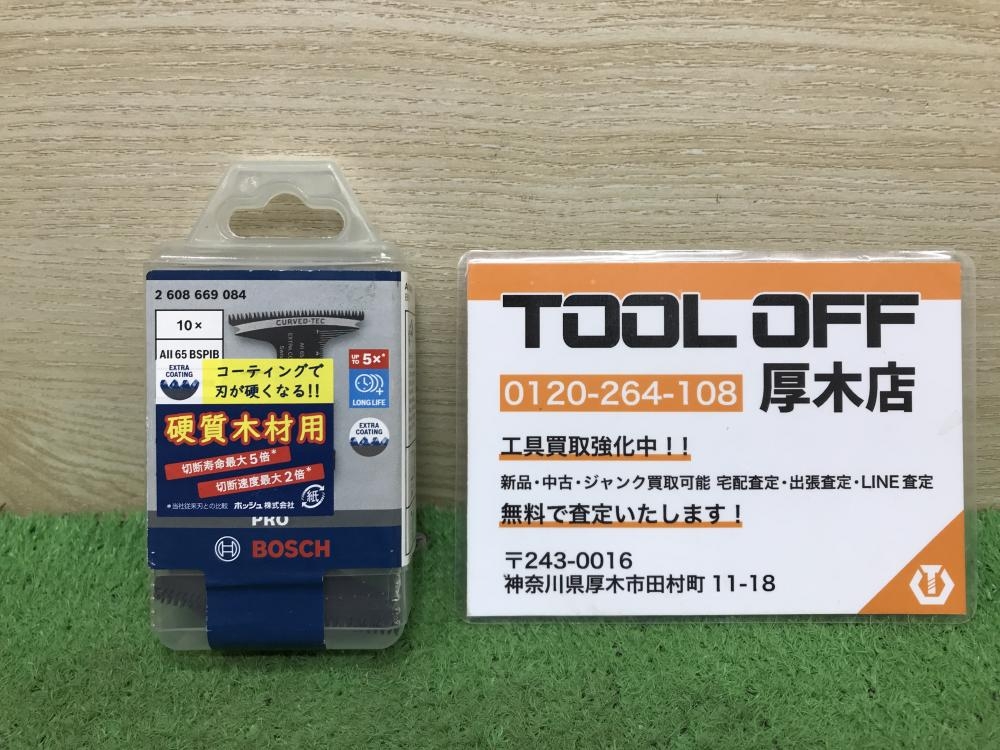 2 608 669 084
10×
AII 65 BSPIB
CURVED-TEC
EXTRA
COATING
コーティングで
刃が硬くなる!!
UP TO 5×*
LONG LIFE
EXTRA
COATING
硬質木材用
切断寿命最大5倍*
切断速度最大2倍*
*当社従来刃との比較 ボッシュ株式会社
紙
PRO
BOSCH
TOOL OFF
0120-264-108 厚木店
工具買取強化中!!
新品・中古・ジャンク買取可能 宅配査定・出張査定・LINE査定
無料で査定いたします!
〒243-0016
神奈川県厚木市田村町 11-18